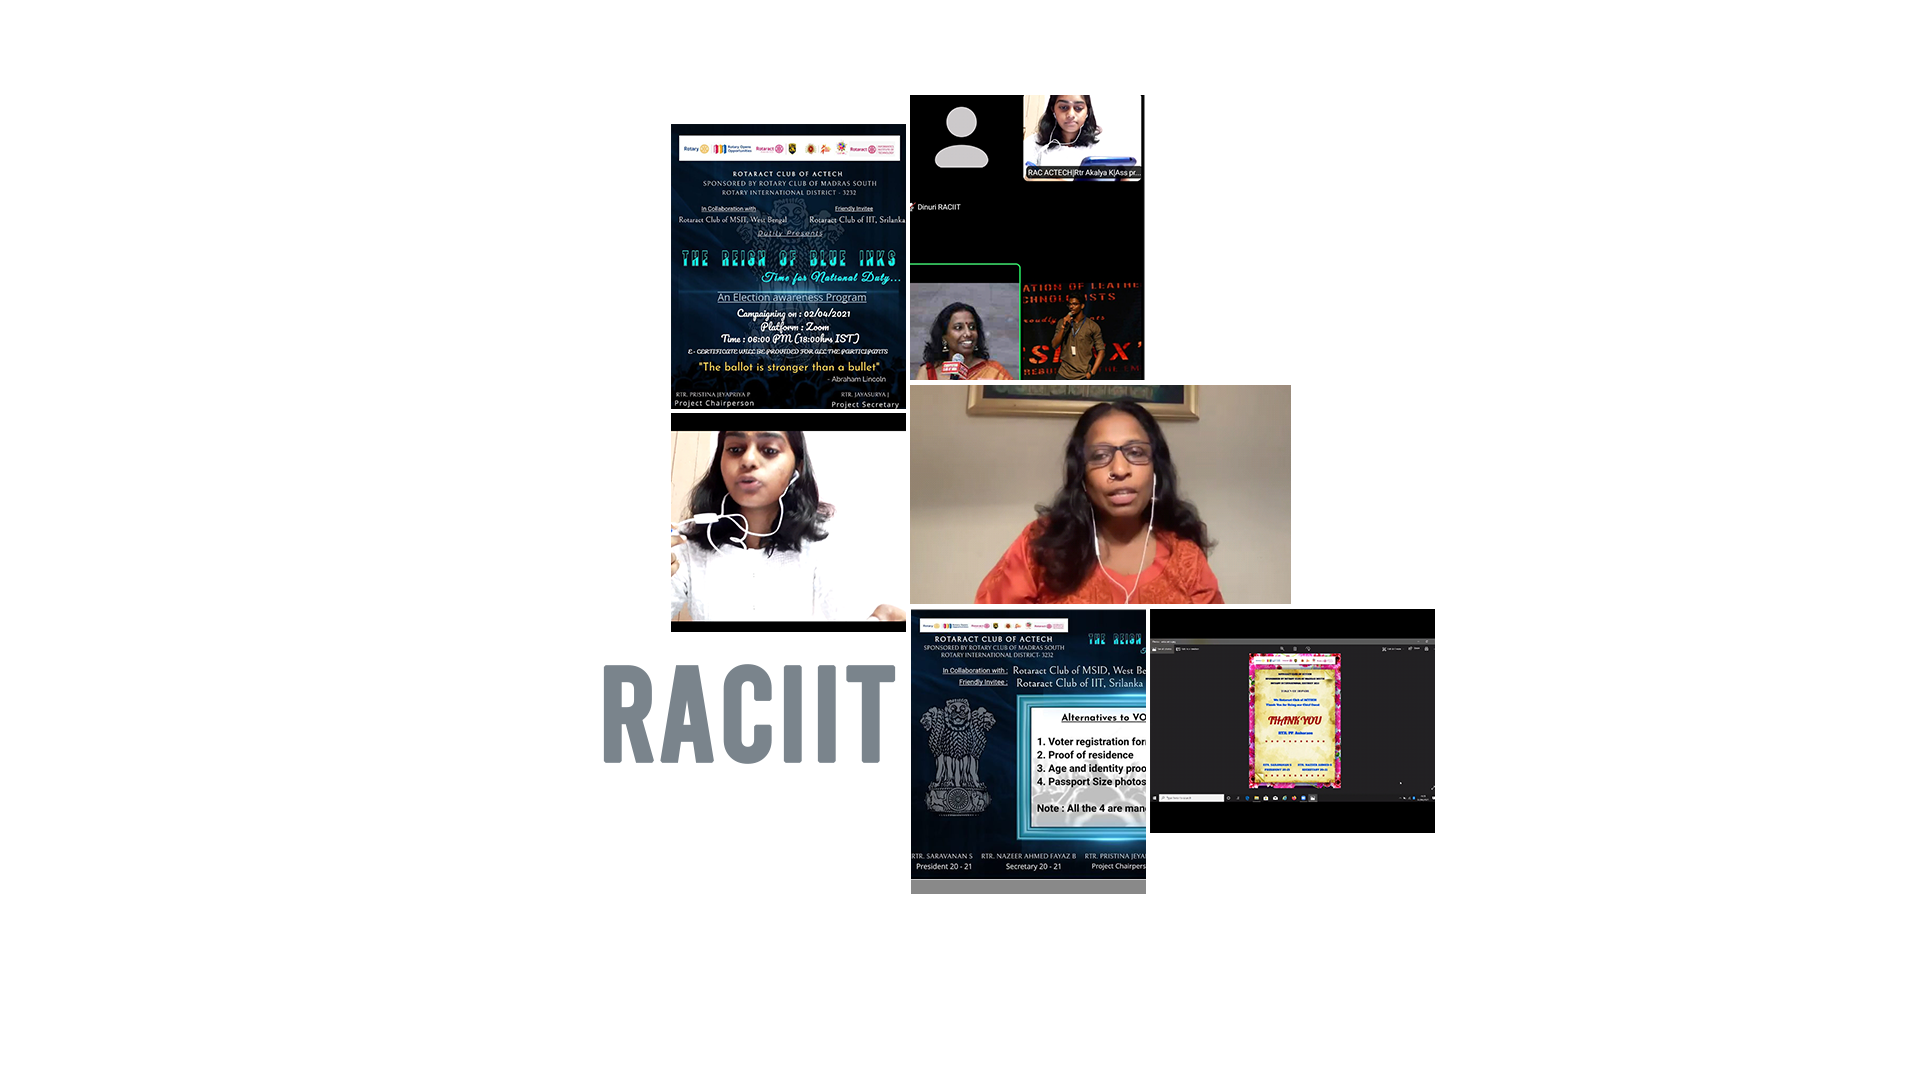 Rotary
Rotary Opens
Opportunities
Rotaract
Rotaract
ROTARACT CLUB OF ACTECH
SPONSORED BY ROTARY CLUB OF MADRAS SOUTH
ROTARY INTERNATIONAL DISTRICT - 3232
In Collaboration with
Friendly Invitee
Rotaract Club of MSIT, West Bengal
Rotaract Club of IIT, Srilanka
Dutily Presents
THE REIGN OF BLUE INKS
Time for National Duty...
An Election awareness Program
Campaigning on : 02/04/2021
Platform : Zoom
Time : 06:00 PM (18:00hrs IST)
E - CERTIFICATE WILL BE PROVIDED FOR ALL THE PARTICIPANTS
"The ballot is stronger than a bullet"
- Abraham Lincoln
RTR. PRISTINA JEYAPRIYA P
Project Chairperson
RTR. JAYASURYA J
Project Secretary
RAC ACTECH|Rtr Akalya K|Ass pr...
Dinuri RACIIT
ATION OF LEATHE
CHNOLOGISTS
RACIIT
ROTARACT CLUB OF ACTECH
SPONSORED BY ROTARY CLUB OF MADRAS SOUTH
ROTARY INTERNATIONAL DISTRICT- 3232
THE REIGN
In Collaboration with : Rotaract Club of MSID, West Be
Friendly Invitee : Rotaract Club of IIT, Srilanka
Alternatives to VO
1. Voter registration for
2. Proof of residence
3. Age and identity proo
4. Passport Size photos
Note : All the 4 are man
RTR. SARAVANAN S
President 20 - 21
RTR. NAZEER AHMED FAYAZ B
Secretary 20 - 21
RTR. PRISTINA JEYA
Project Chairpers
THANK YOU